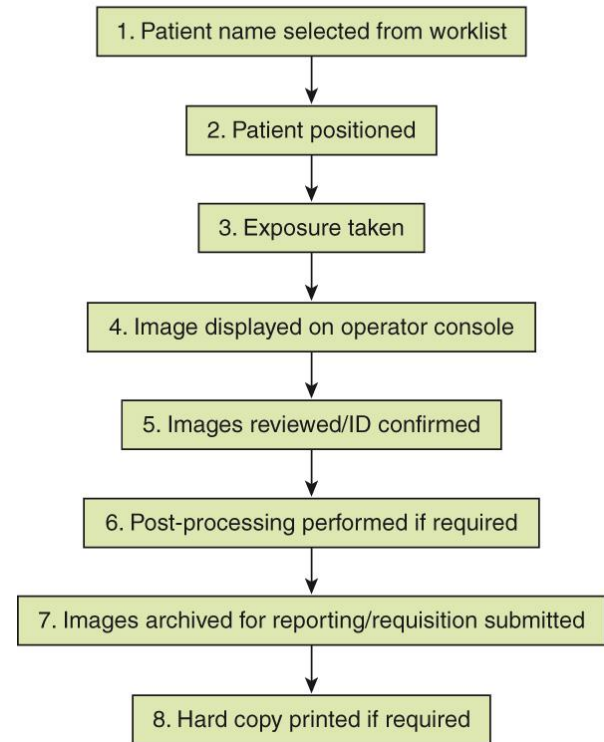 1. Patient name selected from worklist
2. Patient positioned
3. Exposure taken
4. Image displayed on operator console
5. Images reviewed/ID confirmed
6. Post-processing performed if required
7. Images archived for reporting/requisition submitted
8. Hard copy printed if required